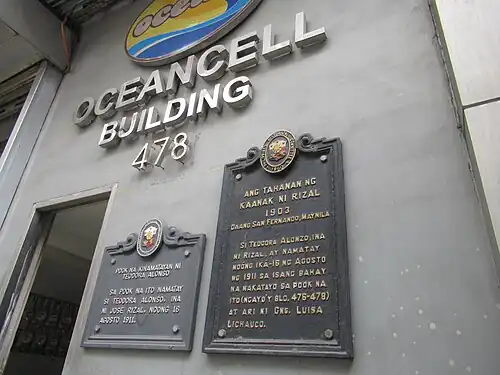 Ocean
OCEANCELL
BUILDING
478
POOK NA KINAMATAYAN NI
TEODORA ALONSO
SA POOK NA ITO NAMATAY
SI TEODORA ALONSO, INA
NI JOSE RIZAL, NOONG 16
AGOSTO 1911.
ANG TAHANAN NG
KAANAK NI RIZAL
1903
DAANG SAN FERNANDO, MAYNILA
SI TEODORA ALONZO, INA
NI RIZAL, AY NAMATAY
NOONG IKA-16 NG AGOSTO
NG 1911 SA ISANG BAHAY
NA NAKATAYO SA POOK NA
ITO (NGAYO'Y BLG. 476-478)
AT ARI NI GNG. LUISA
LICHAUCO.